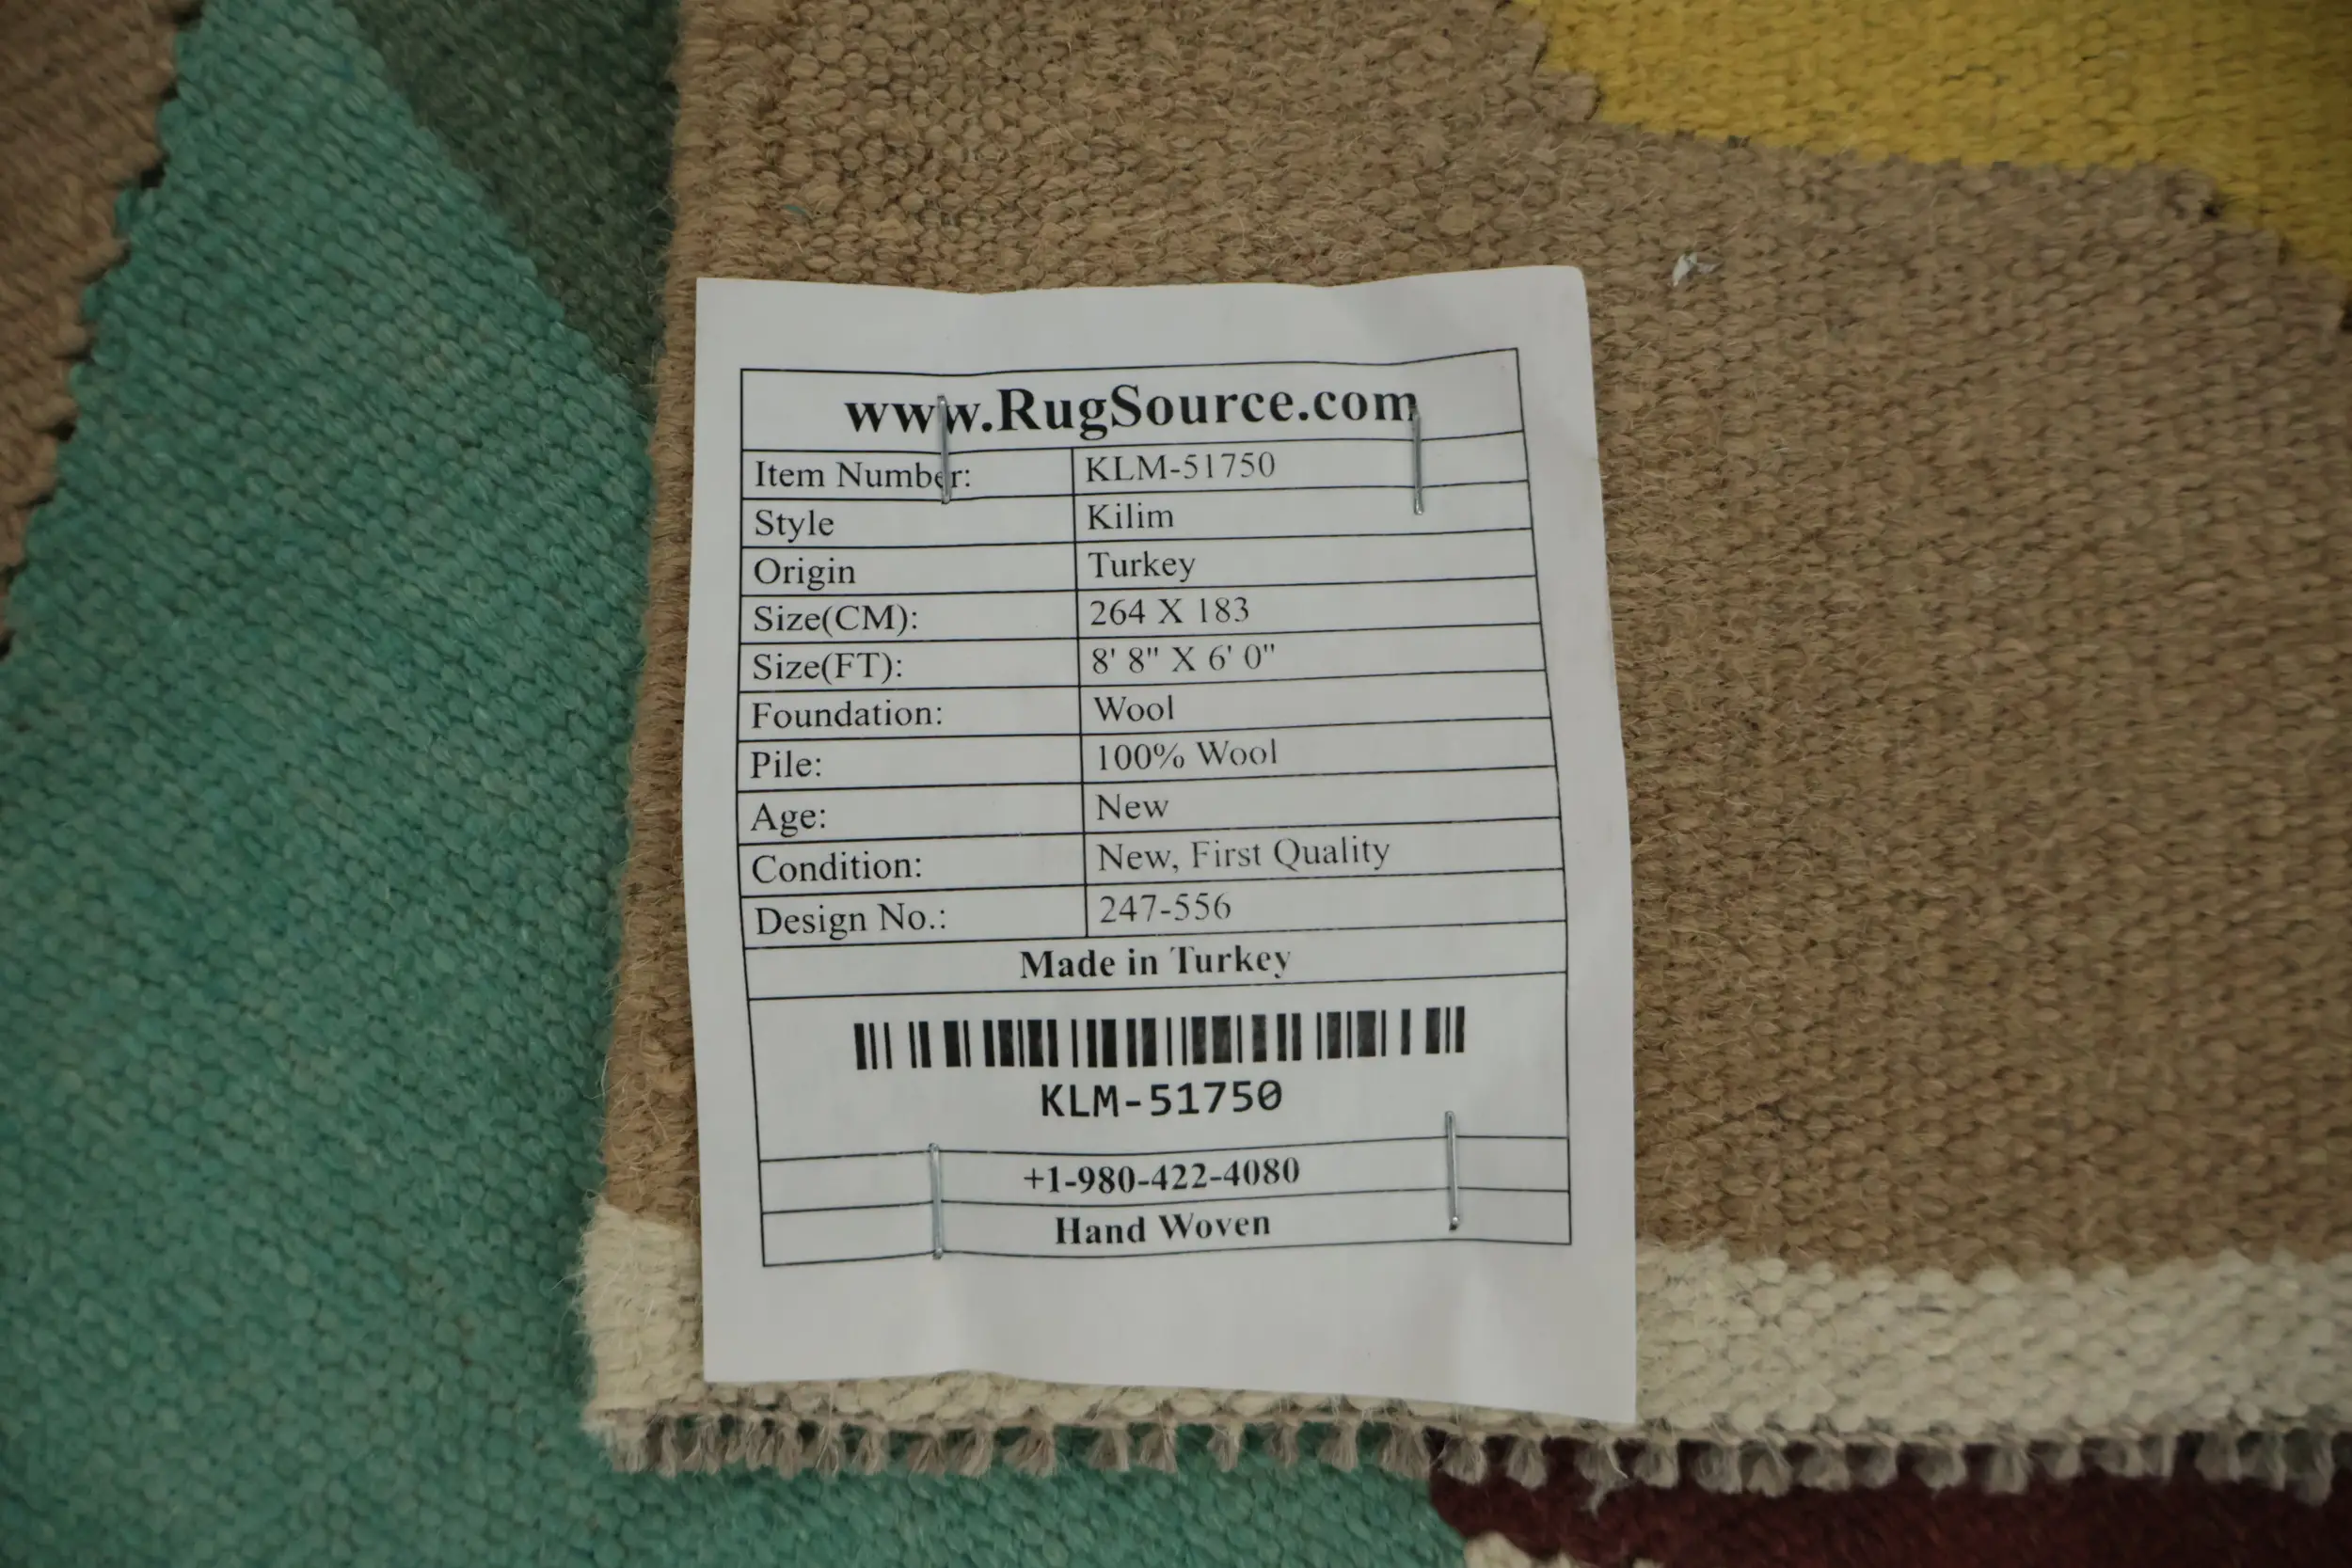 www.RugSource.com
Item Number: KLM-51750
Style Kilim
Origin Turkey
Size(CM): 264 X 183
Size(FT): 8' 8" X 6' 0"
Foundation: Wool
Pile: 100% Wool
Age: New
Condition: New, First Quality
Design No.: 247-556
Made in Turkey
KLM-51750
+1-980-422-4080
Hand Woven